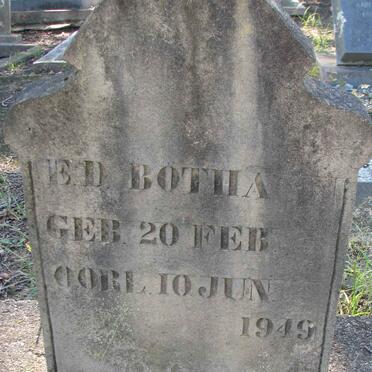 E.D. BOTHA
GEB. 20 FEB
OORL. 10 JUN
1949